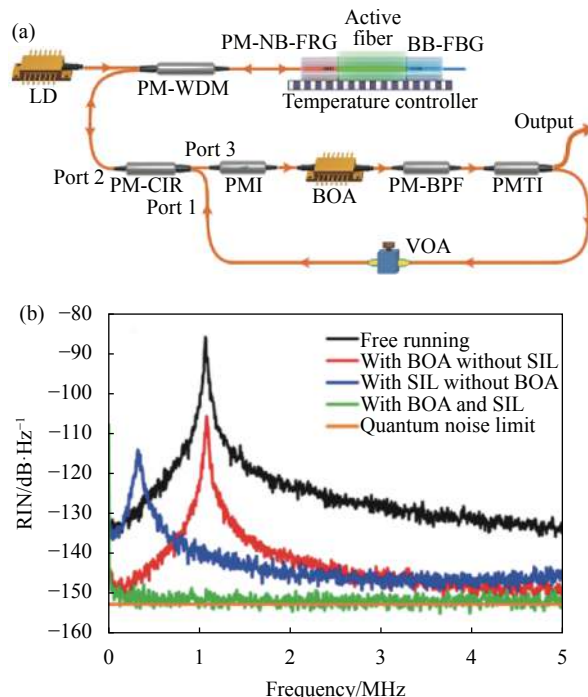 (a)
PM-NB-FRG
Active
fiber
BB-FBG
LD
PM-WDM
Temperature controller
Output
Port 3
Port 2
PM-CIR
PMI
BOA
PM-BPF
PMTI
Port 1
VOA
(b)
−80
−90
−100
−110
−120
−130
−140
−150
−160
RIN/dB·Hz⁻¹
Free running
With BOA without SIL
With SIL without BOA
With BOA and SIL
Quantum noise limit
0
1
2
3
4
5
Frequency/MHz